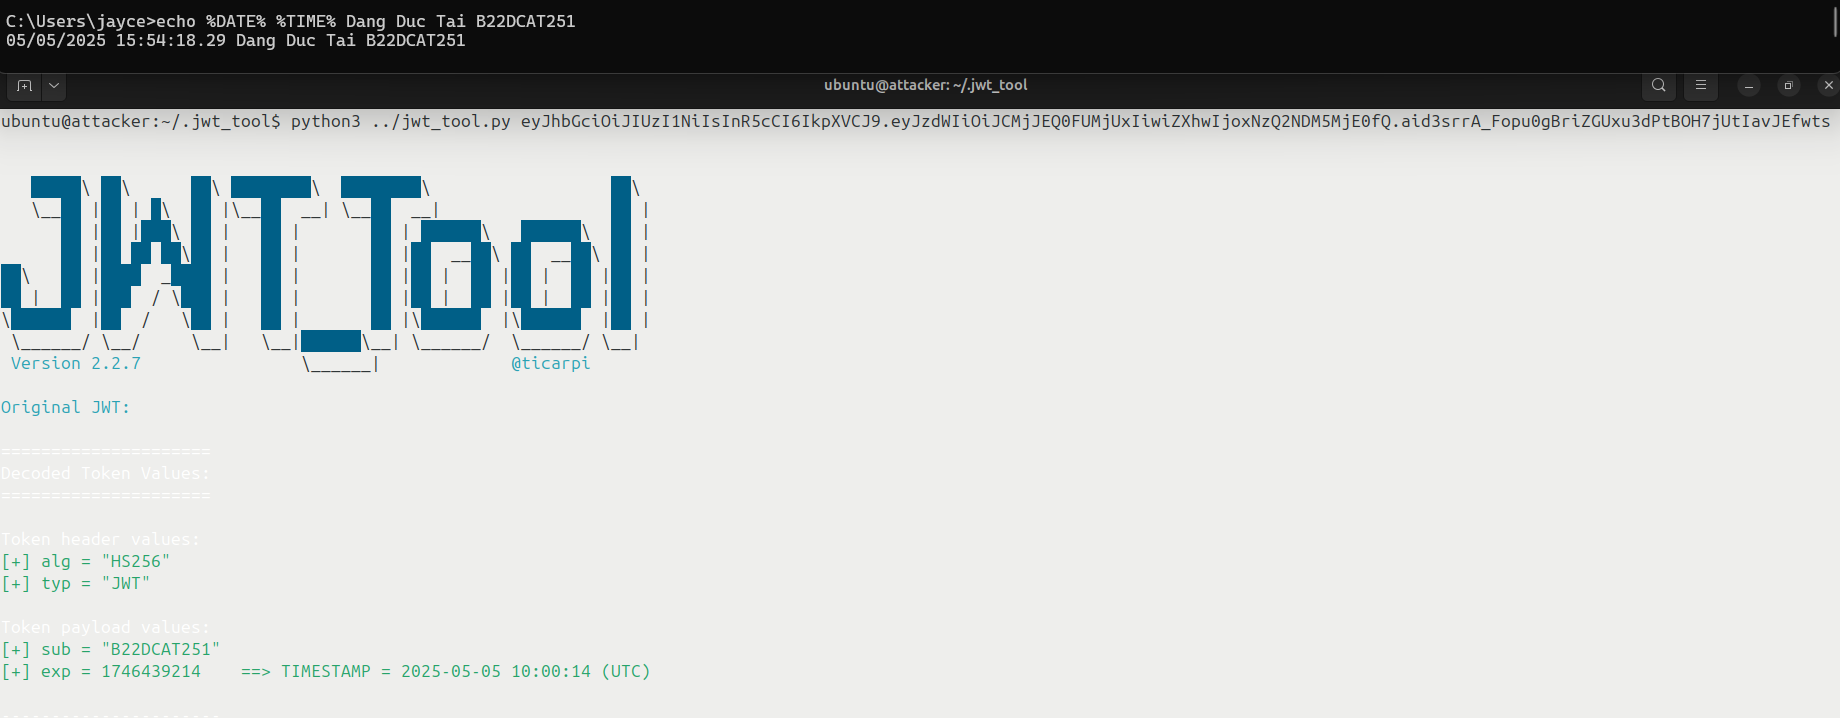 C:\Users\jayce>echo %DATE% %TIME% Dang Duc Tai B22DCAT251
05/05/2025 15:54:18.29 Dang Duc Tai B22DCAT251
ubuntu@attacker: ~/.jwt_tool
ubuntu@attacker:~/.jwt_tool$ python3 ../jwt_tool.py eyJhbGciOiJIUzI1NiIsInR5cCI6IkpXVCJ9.eyJzdWIiOiJCMjJEQ0FUMjUxIiwiZXhwIjoxNzQ2NDM5MjE0fQ.aid3srrA_Fopu0gBriZGUxu3dPtBOH7jUtIavJEfwts
JWT_Tool
Version 2.2.7 @ticarpi
Original JWT:
=====================
Decoded Token Values:
=====================
Token header values:
[+] alg = "HS256"
[+] typ = "JWT"
Token payload values:
[+] sub = "B22DCAT251"
[+] exp = 1746439214 ==> TIMESTAMP = 2025-05-05 10:00:14 (UTC)